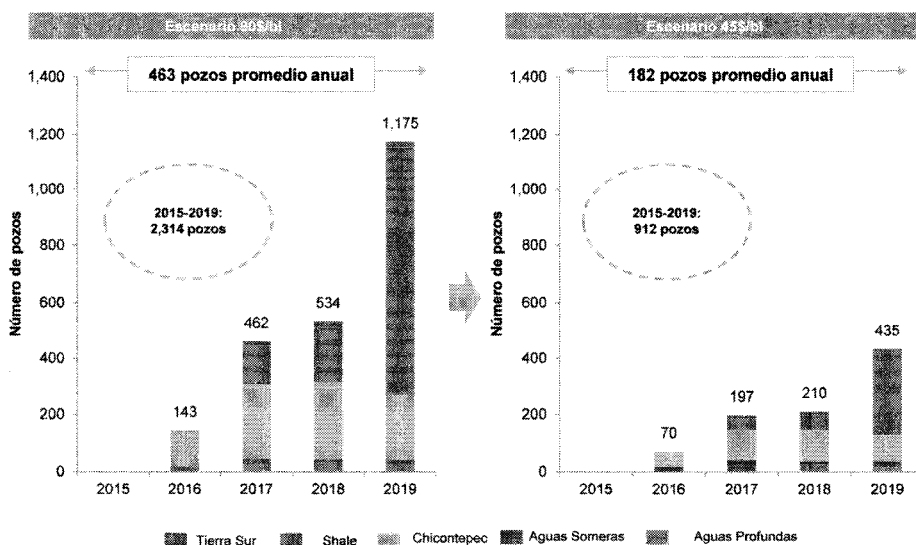 Escenario 90$/bl
463 pozos promedio anual
Número de pozos
1,400
1,200
1,000
800
600
400
200
0
2015-2019:
2,314 pozos
143
462
534
1,175
2015 2016 2017 2018 2019
Escenario 45$/bl
182 pozos promedio anual
Número de pozos
1,400
1,200
1,000
800
600
400
200
0
2015-2019:
912 pozos
70
197
210
435
2015 2016 2017 2018 2019
Tierra Sur Shale Chicontepec Aguas Someras Aguas Profundas